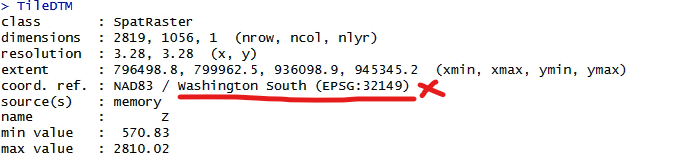 > TileDTM
class : SpatRaster
dimensions : 2819, 1056, 1 (nrow, ncol, nlyr)
resolution : 3.28, 3.28 (x, y)
extent : 796498.8, 799962.5, 936098.9, 945345.2 (xmin, xmax, ymin, ymax)
coord. ref. : NAD83 / Washington South (EPSG:32149)
source(s) : memory
name : Z
min value : 570.83
max value : 2810.02